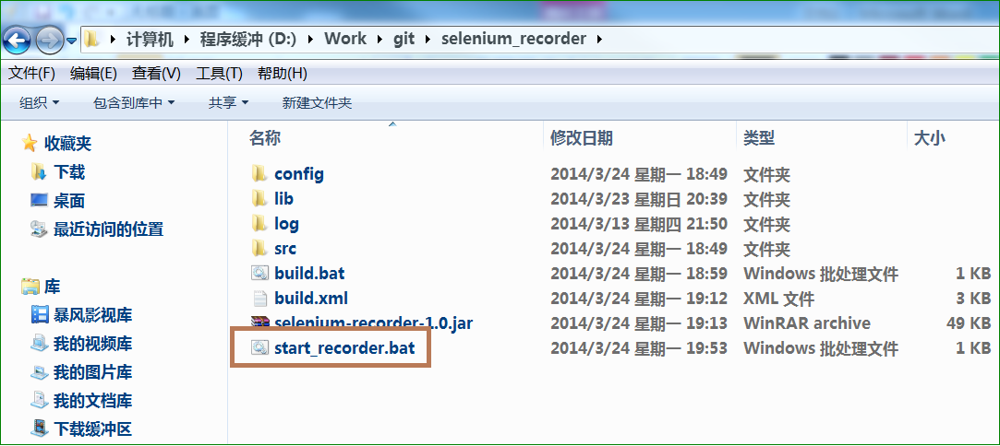 计算机 程序缓冲 (D:) Work git selenium_recorder
文件(F) 编辑(E) 查看(V) 工具(T) 帮助(H)
组织 包含到库中 共享 新建文件夹
收藏夹
下载
桌面
最近访问的位置
库
暴风影视库
我的视频库
我的图片库
我的文档库
下载缓冲区
名称 修改日期 类型 大小
config 2014/3/24 星期一 18:49 文件夹
lib 2014/3/23 星期日 20:39 文件夹
log 2014/3/13 星期四 21:50 文件夹
src 2014/3/24 星期一 18:49 文件夹
build.bat 2014/3/24 星期一 18:59 Windows 批处理文件 1 KB
build.xml 2014/3/24 星期一 19:12 XML 文件 3 KB
selenium-recorder-1.0.jar 2014/3/24 星期一 19:13 WinRAR archive 49 KB
start_recorder.bat 2014/3/24 星期一 19:53 Windows 批处理文件 1 KB